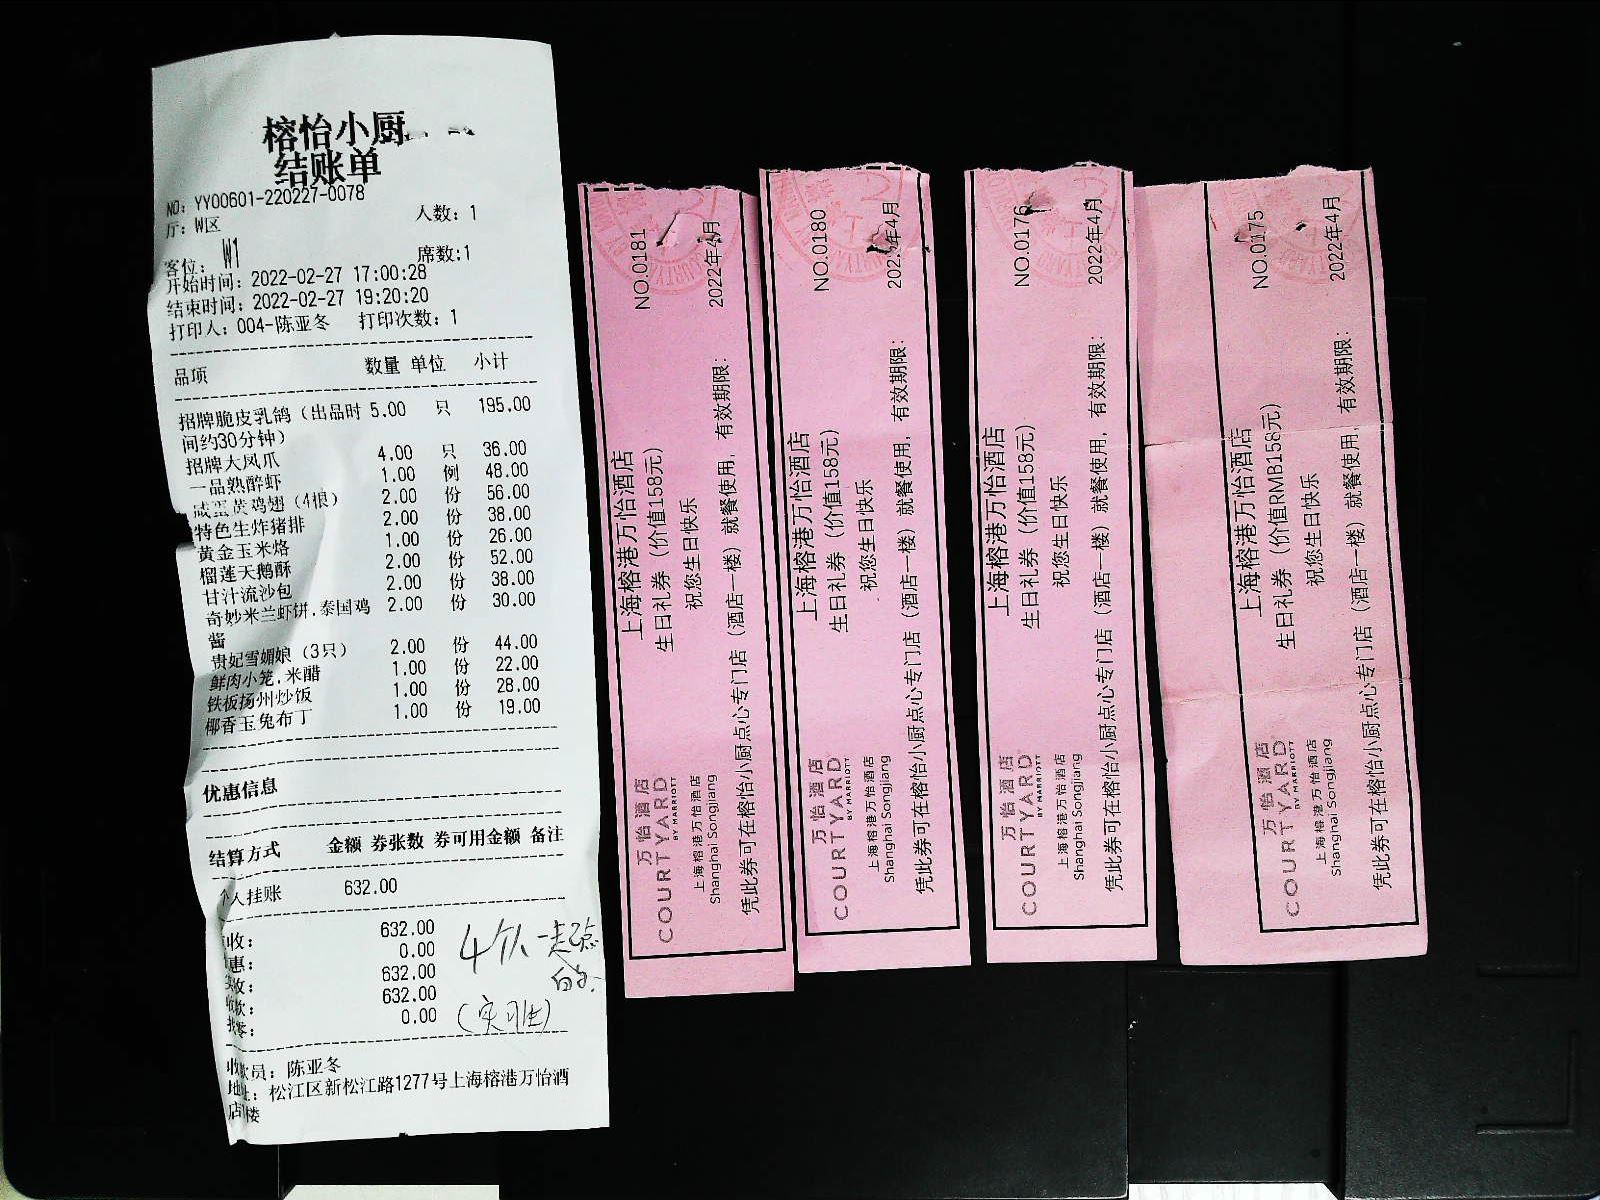 榕怡小厨
结账单
NO: YY00601-220227-0078
厅: W区 人数: 1
客位: W1 席数:1
开始时间: 2022-02-27 17:00:28
结束时间: 2022-02-27 19:20:20
打印人: 004-陈亚冬 打印次数: 1
品项 数量 单位 小计
招牌脆皮乳鸽（出品时 5.00 只 195.00
间约30分钟）
招牌大凤爪 4.00 只 36.00
一品熟醉虾 1.00 例 48.00
咸蛋黄鸡翅（4根） 2.00 份 56.00
特色生炸猪排 2.00 份 38.00
黄金玉米烙 1.00 份 26.00
榴莲天鹅酥 2.00 份 52.00
甘汁流沙包 2.00 份 38.00
奇妙米兰虾饼.泰国鸡 2.00 份 30.00
酱
贵妃雪媚娘（3只） 2.00 份 44.00
鲜肉小笼.米醋 1.00 份 22.00
铁板扬州炒饭 1.00 份 28.00
椰香玉兔布丁 1.00 份 19.00
优惠信息
结算方式 金额 券张数 券可用金额 备注
个人挂账 632.00
收: 632.00
惠: 0.00
收: 632.00
款: 632.00
找零: 0.00
4个人一起点
的.
(实习生)
收款员: 陈亚冬
地址: 松江区新松江路1277号上海榕港万怡酒
店 楼
NO.0181
上海榕港万怡酒店
生日礼券（价值158元）
祝您生日快乐
万怡酒店
COURTYARD
BY MARRIOTT
上海榕港万怡酒店
Shanghai Songjiang
凭此券可在榕怡小厨点心专门店（酒店一楼）就餐使用，有效期限： 2022年4月
NO.0180
上海榕港万怡酒店
生日礼券（价值158元）
祝您生日快乐
万怡酒店
COURTYARD
BY MARRIOTT
上海榕港万怡酒店
Shanghai Songjiang
凭此券可在榕怡小厨点心专门店（酒店一楼）就餐使用，有效期限： 2022年4月
NO.0176
上海榕港万怡酒店
生日礼券（价值158元）
祝您生日快乐
万怡酒店
COURTYARD
BY MARRIOTT
上海榕港万怡酒店
Shanghai Songjiang
凭此券可在榕怡小厨点心专门店（酒店一楼）就餐使用，有效期限： 2022年4月
NO.0175
上海榕港万怡酒店
生日礼券（价值RMB158元）
祝您生日快乐
万怡酒店
COURTYARD
BY MARRIOTT
上海榕港万怡酒店
Shanghai Songjiang
凭此券可在榕怡小厨点心专门店（酒店一楼）就餐使用，有效期限： 2022年4月